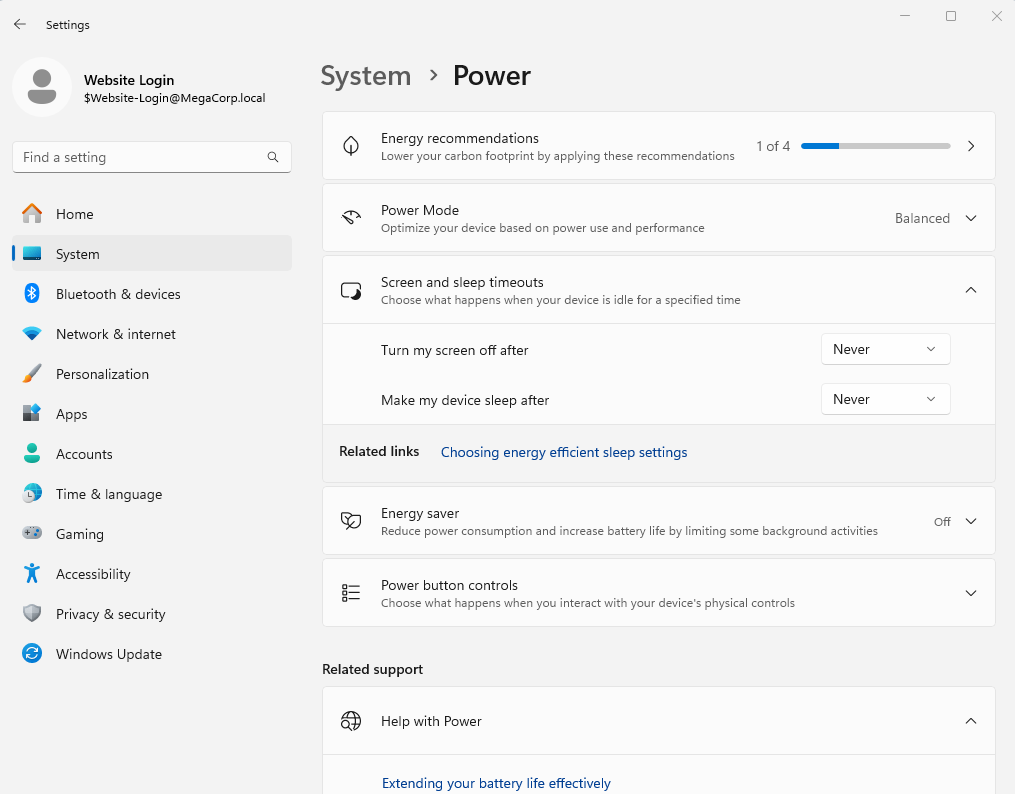 Settings
Website Login
$Website-Login@MegaCorp.local
Find a setting
Home
System
Bluetooth & devices
Network & internet
Personalization
Apps
Accounts
Time & language
Gaming
Accessibility
Privacy & security
Windows Update
System > Power
Energy recommendations
Lower your carbon footprint by applying these recommendations
1 of 4
Power Mode
Optimize your device based on power use and performance
Balanced
Screen and sleep timeouts
Choose what happens when your device is idle for a specified time
Turn my screen off after
Never
Make my device sleep after
Never
Related links
Choosing energy efficient sleep settings
Energy saver
Reduce power consumption and increase battery life by limiting some background activities
Off
Power button controls
Choose what happens when you interact with your device's physical controls
Related support
Help with Power
Extending your battery life effectively